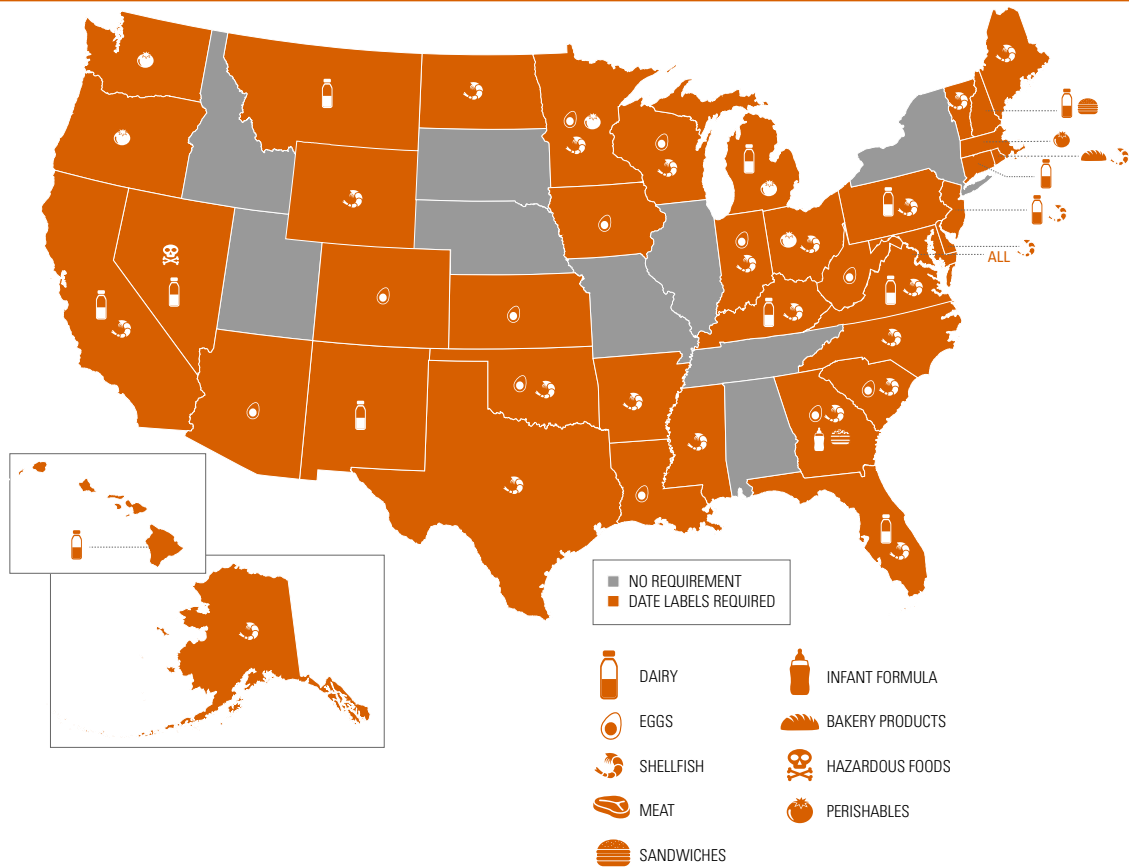 ALL
NO REQUIREMENT
DATE LABELS REQUIRED
DAIRY
INFANT FORMULA
EGGS
BAKERY PRODUCTS
SHELLFISH
HAZARDOUS FOODS
MEAT
PERISHABLES
SANDWICHES